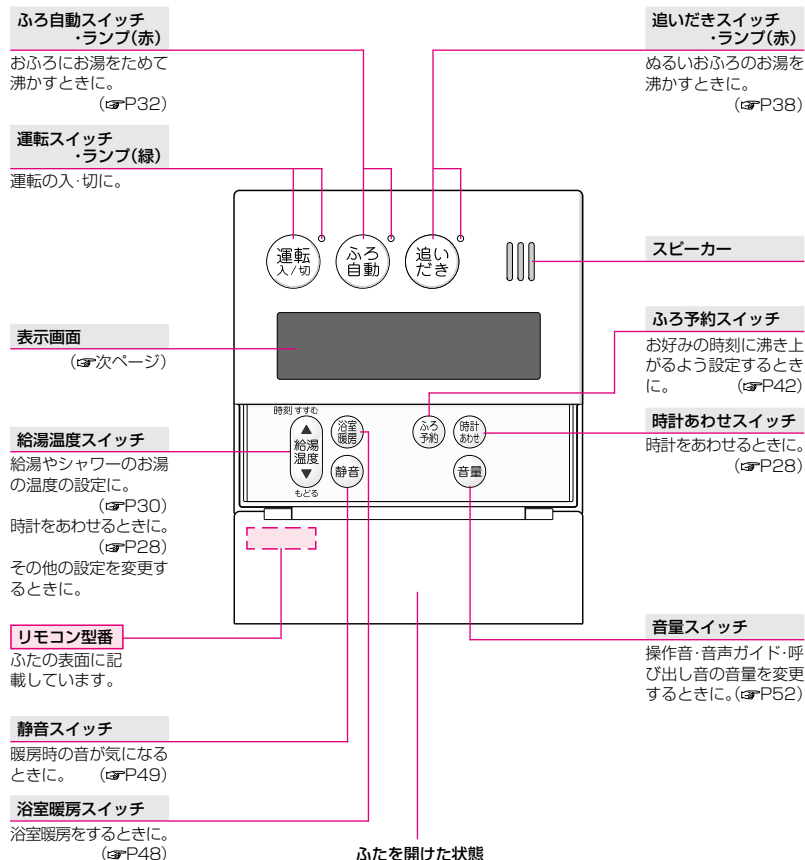 ふろ自動スイッチ
・ランプ(赤)
おふろにお湯をためて
沸かすときに。
(☞P32)
運転スイッチ
・ランプ(緑)
運転の入・切に。
表示画面
(☞次ページ)
給湯温度スイッチ
給湯やシャワーのお湯
の温度の設定に。
(☞P30)
時計をあわせるときに。
(☞P28)
その他の設定を変更す
るときに。
リモコン型番
ふたの表面に記
載しています。
静音スイッチ
暖房時の音が気になる
ときに。 (☞P49)
浴室暖房スイッチ
浴室暖房をするときに。
(☞P48)
運転
入/切
ふろ
自動
追い
だき
時刻 すすむ
▲
給湯
温度
▼
もどる
浴室
暖房
静音
ふろ
予約
時計
あわせ
音量
ふたを開けた状態
追いだきスイッチ
・ランプ(赤)
ぬるいおふろのお湯を
沸かすときに。
(☞P38)
スピーカー
ふろ予約スイッチ
お好みの時刻に沸き上
がるよう設定するとき
に。 (☞P42)
時計あわせスイッチ
時計をあわせるときに。
(☞P28)
音量スイッチ
操作音・音声ガイド・呼
び出し音の音量を変更
するときに。(☞P52)